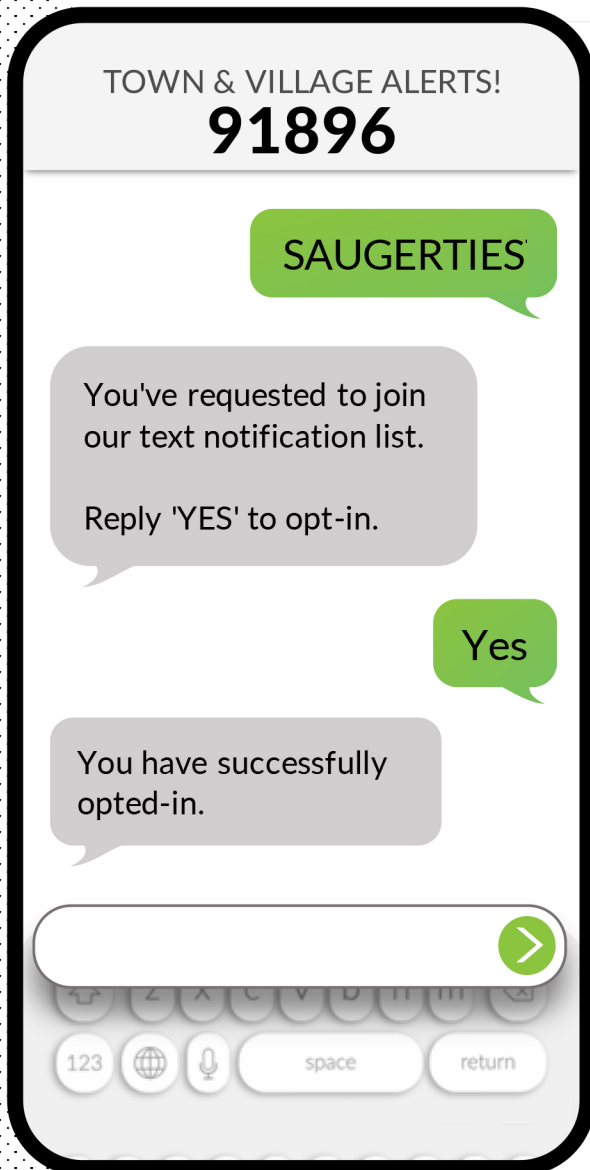 TOWN & VILLAGE ALERTS!
91896
SAUGERTIES
You've requested to join
our text notification list.
Reply 'YES' to opt-in.
Yes
You have successfully
opted-in.
z x c v b n m
123 space return